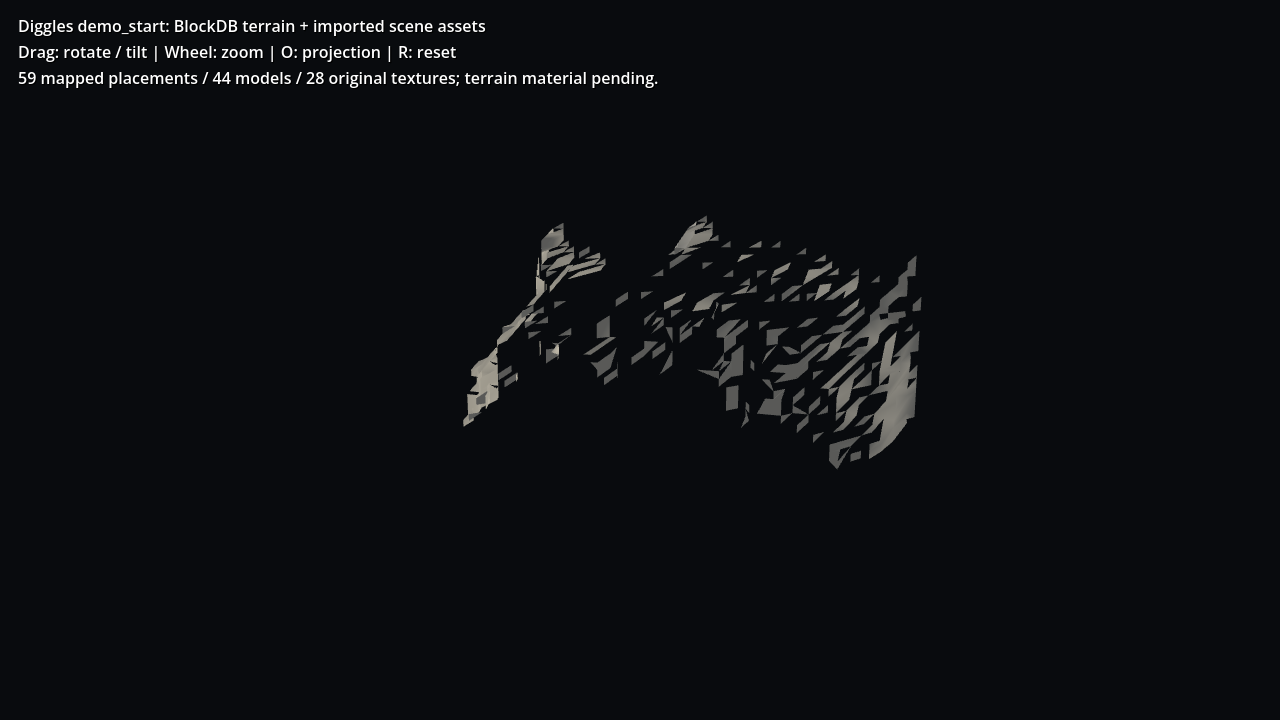 Diggles demo_start: BlockDB terrain + imported scene assets
Drag: rotate / tilt | Wheel: zoom | O: projection | R: reset
59 mapped placements / 44 models / 28 original textures; terrain material pending.